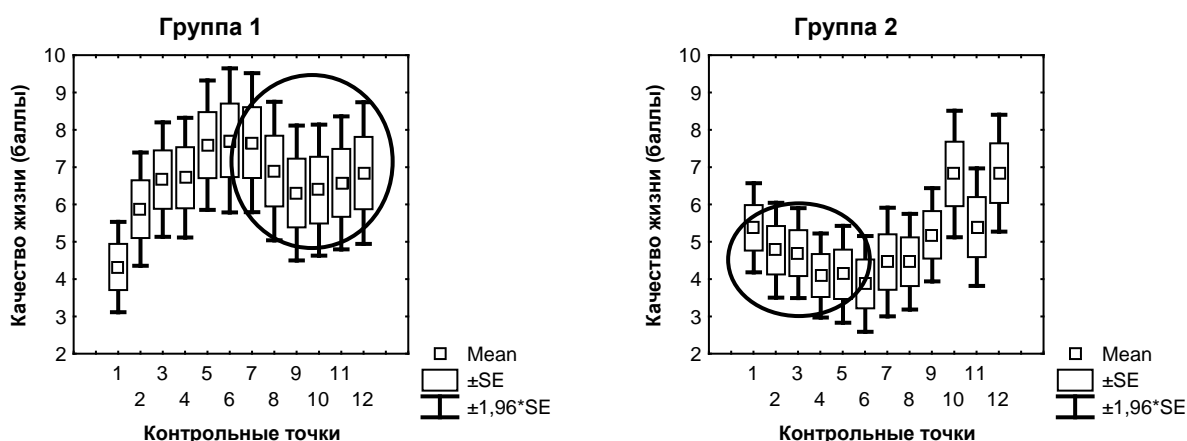 Группа 1
Качество жизни (баллы)
10
9
8
7
6
5
4
3
2
1 3 5 7 9 11
2 4 6 8 10 12
Контрольные точки
Mean
±SE
±1,96*SE
Группа 2
Качество жизни (баллы)
10
9
8
7
6
5
4
3
2
1 3 5 7 9 11
2 4 6 8 10 12
Контрольные точки
Mean
±SE
±1,96*SE